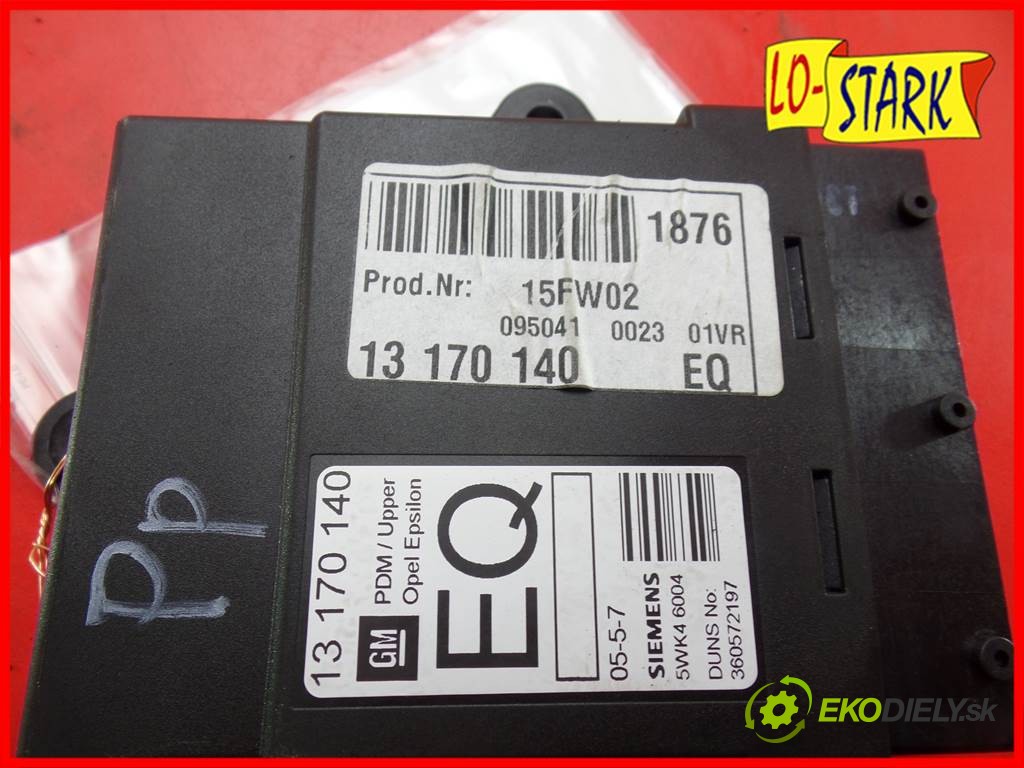 LO-STARK
1876
Prod.Nr: 15FW02
095041 0023 01VR
13 170 140 EQ
Pp
13 170 140
GM
PDM / Upper
Opel Epsilon
EQ
05-5-7
SIEMENS
5WK4 6004
DUNS No:
360572197
EKODIELY.sk